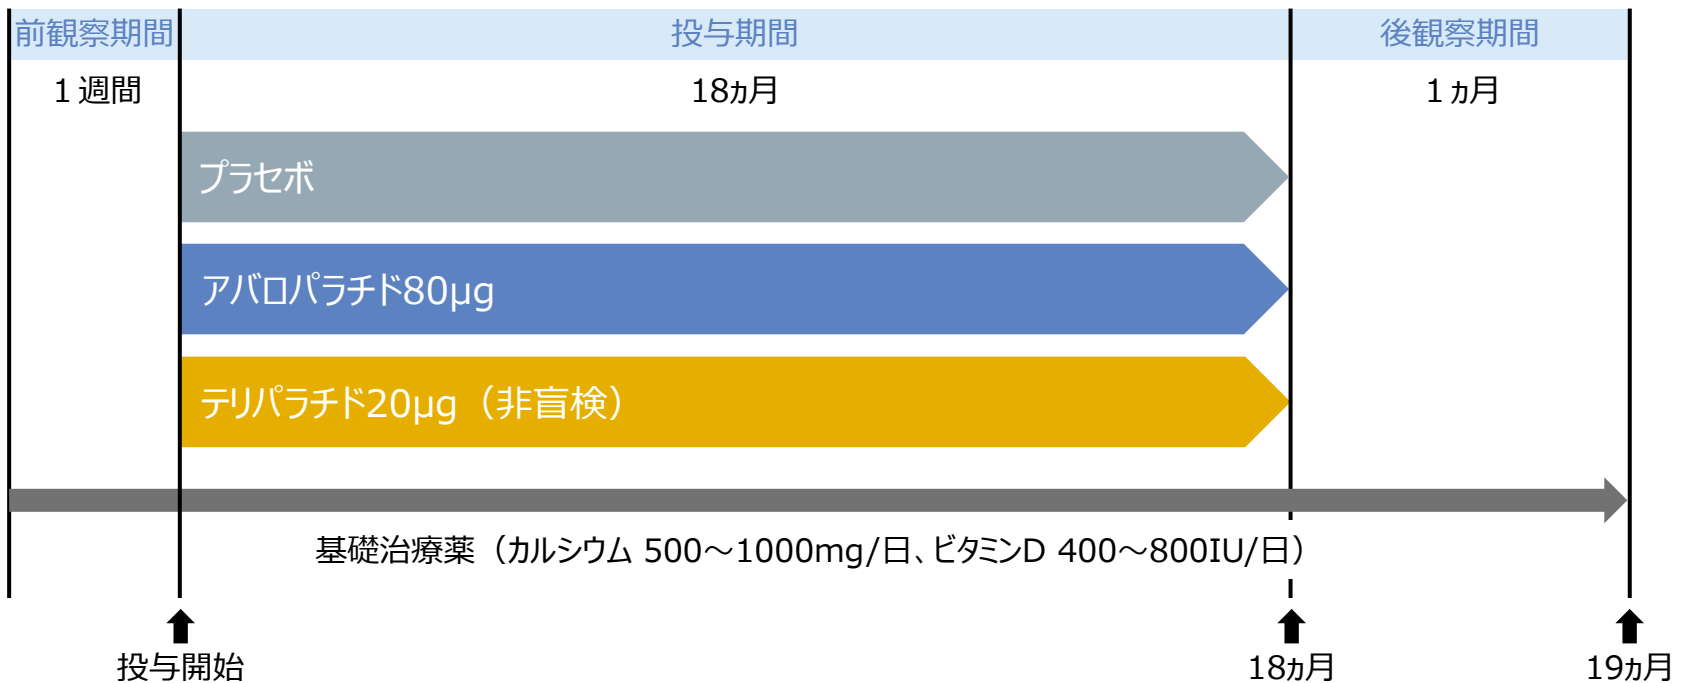 前観察期間 投与期間 後観察期間
1週間 18ヵ月 1ヵ月
プラセボ
アバロパラチド80μg
テリパラチド20μg（非盲検）
基礎治療薬（カルシウム 500～1000mg/日、ビタミンD 400～800IU/日）
投与開始 18ヵ月 19ヵ月